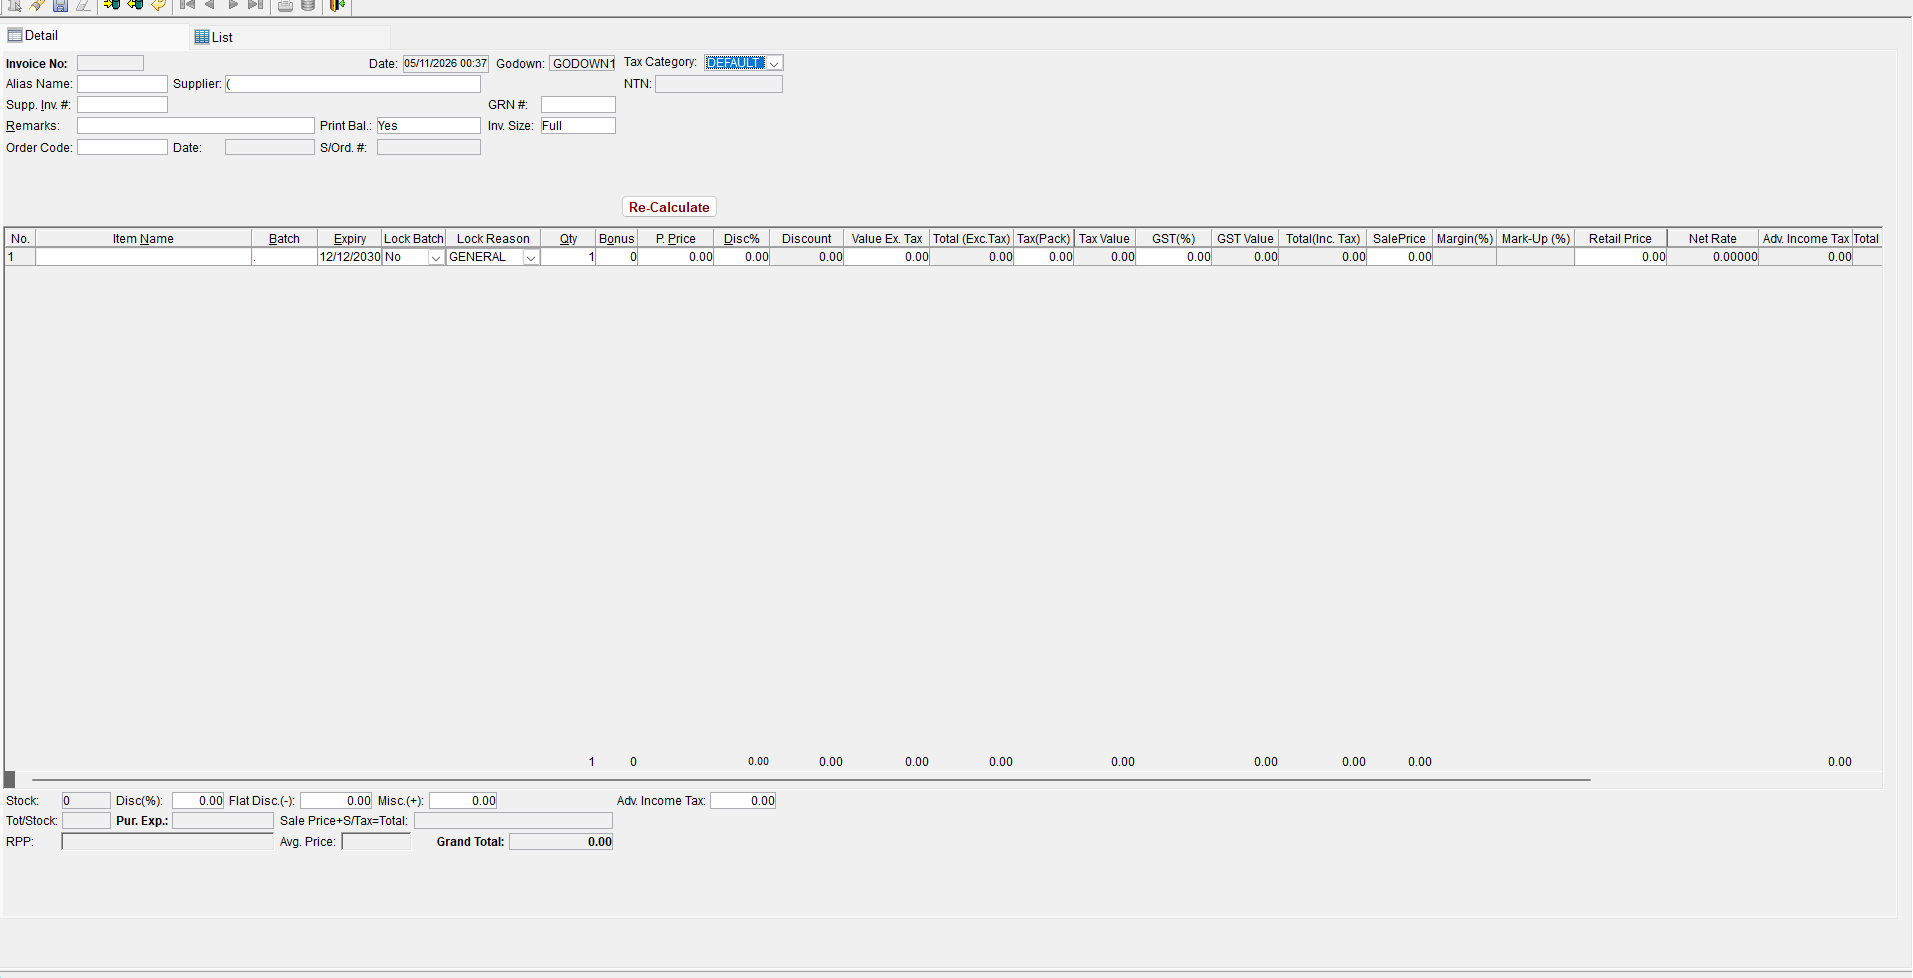 Detail List
Invoice No: Date: 05/11/2026 00:37 Godown: GODOWN1 Tax Category: DEFAULT
Alias Name: Supplier: ( NTN:
Supp. Inv. #: GRN #:
Remarks: Print Bal.: Yes Inv. Size: Full
Order Code: Date: S/Ord. #:
Re-Calculate
No. Item Name Batch Expiry Lock Batch Lock Reason Qty Bonus P. Price Disc% Discount Value Ex. Tax Total (Exc.Tax) Tax(Pack) Tax Value GST(%) GST Value Total(Inc. Tax) SalePrice Margin(%) Mark-Up (%) Retail Price Net Rate Adv. Income Tax Total
1 . 12/12/2030 No GENERAL 1 0 0.00 0.00 0.00 0.00 0.00 0.00 0.00 0.00 0.00 0.00 0.00 0.00 0.00000 0.00
1 0 0.00 0.00 0.00 0.00 0.00 0.00 0.00 0.00 0.00
Stock: 0 Disc(%): 0.00 Flat Disc.(-): 0.00 Misc.(+): 0.00 Adv. Income Tax: 0.00
Tot/Stock: Pur. Exp.: Sale Price+S/Tax=Total:
RPP: Avg. Price: Grand Total: 0.00